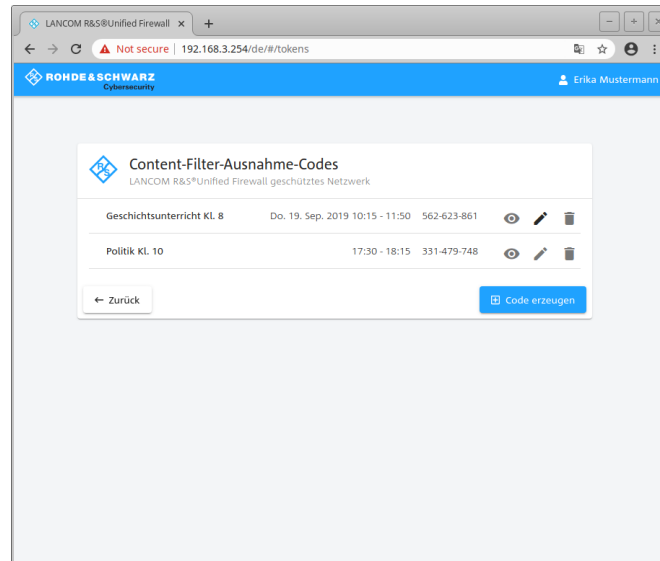 LANCOM R&S®Unified Firewall
Not secure 192.168.3.254/de/#/tokens
ROHDE&SCHWARZ
Cybersecurity
Erika Mustermann
R&S
Content-Filter-Ausnahme-Codes
LANCOM R&S®Unified Firewall geschütztes Netzwerk
Geschichtsunterricht Kl. 8 Do. 19. Sep. 2019 10:15 - 11:50 562-623-861
Politik Kl. 10 17:30 - 18:15 331-479-748
← Zurück
Code erzeugen